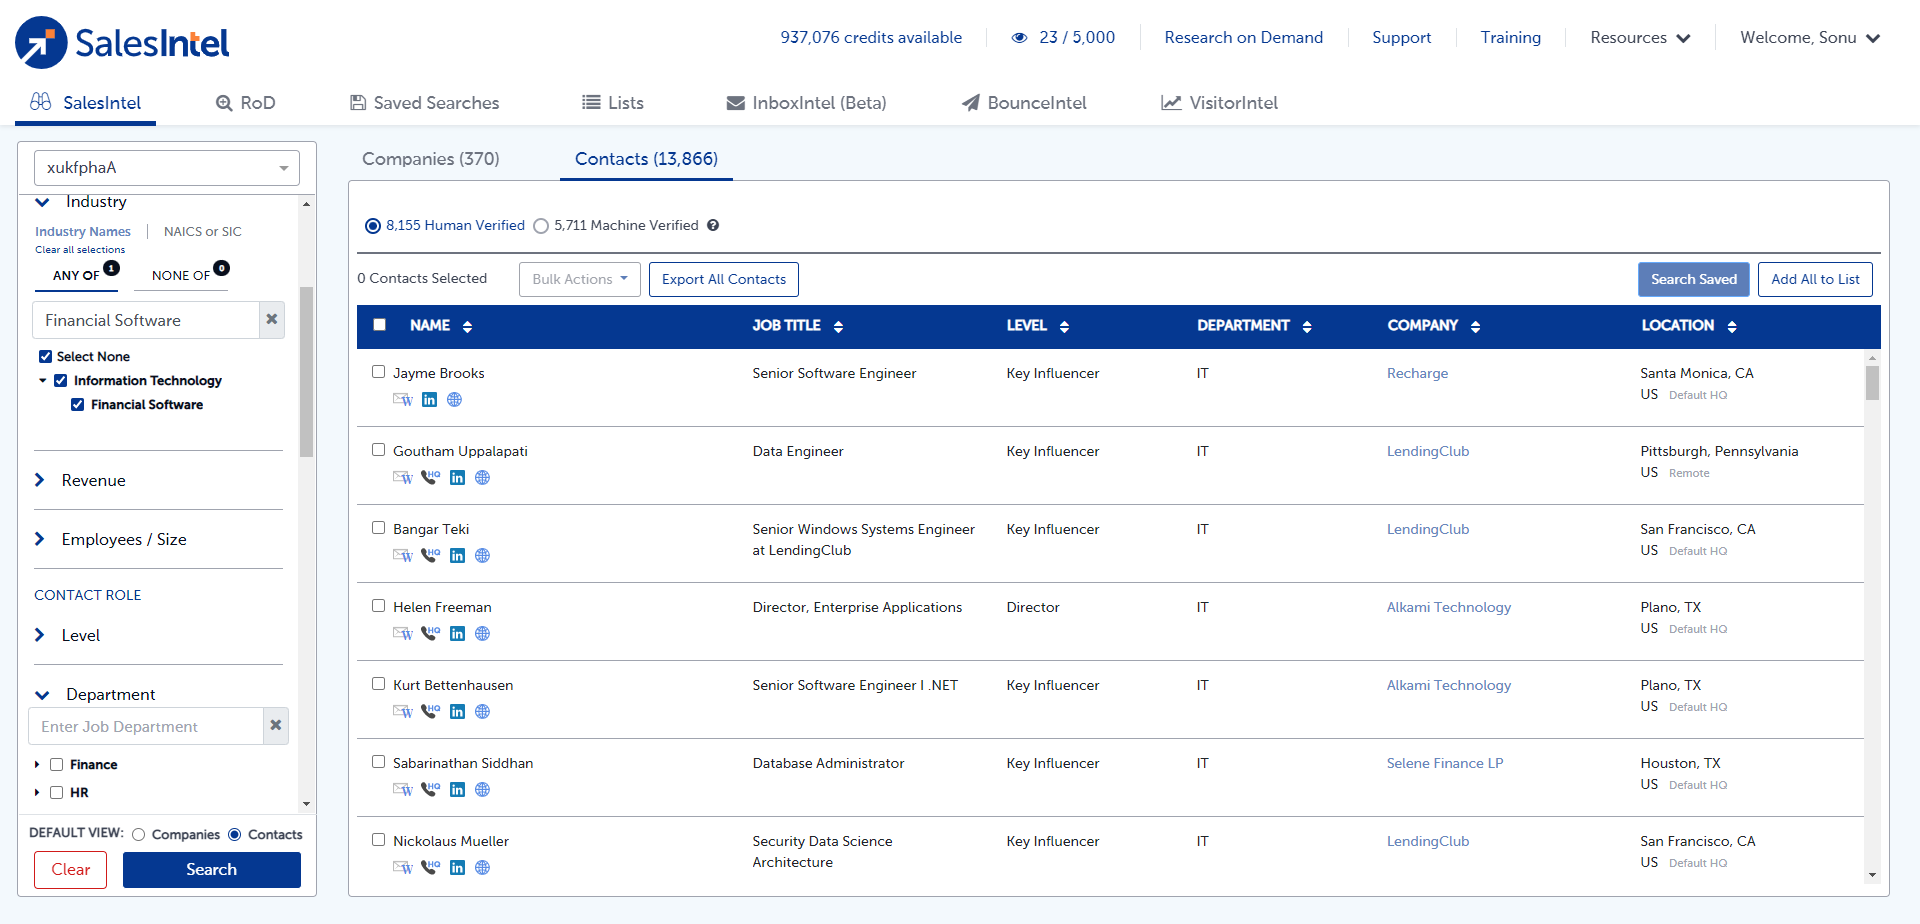 SalesIntel
937,076 credits available
23 / 5,000
Research on Demand
Support
Training
Resources
Welcome, Sonu
SalesIntel
RoD
Saved Searches
Lists
InboxIntel (Beta)
BounceIntel
VisitorIntel
xukfphaA
Industry
Industry Names
NAICS or SIC
Clear all selections
ANY OF 1
NONE OF 0
Financial Software
Select None
Information Technology
Financial Software
Revenue
Employees / Size
CONTACT ROLE
Level
Department
Enter Job Department
Finance
HR
DEFAULT VIEW: Companies Contacts
Clear
Search
Companies (370)
Contacts (13,866)
8,155 Human Verified
5,711 Machine Verified
0 Contacts Selected
Bulk Actions
Export All Contacts
Search Saved
Add All to List
NAME JOB TITLE LEVEL DEPARTMENT COMPANY LOCATION
Jayme Brooks Senior Software Engineer Key Influencer IT Recharge Santa Monica, CA
US Default HQ
Goutham Uppalapati Data Engineer Key Influencer IT LendingClub Pittsburgh, Pennsylvania
HQ US Remote
Bangar Teki Senior Windows Systems Engineer Key Influencer IT LendingClub San Francisco, CA
at LendingClub US Default HQ
HQ
Helen Freeman Director, Enterprise Applications Director IT Alkami Technology Plano, TX
HQ US Default HQ
Kurt Bettenhausen Senior Software Engineer I .NET Key Influencer IT Alkami Technology Plano, TX
HQ US Default HQ
Sabarinathan Siddhan Database Administrator Key Influencer IT Selene Finance LP Houston, TX
HQ US Default HQ
Nickolaus Mueller Security Data Science Key Influencer IT LendingClub San Francisco, CA
Architecture US Default HQ
HQ